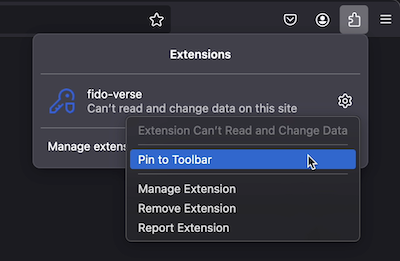 Extensions
fido-verse
Can't read and change data on this site
Extension Can't Read and Change Data
Manage exten
Pin to Toolbar
Manage Extension
Remove Extension
Report Extension